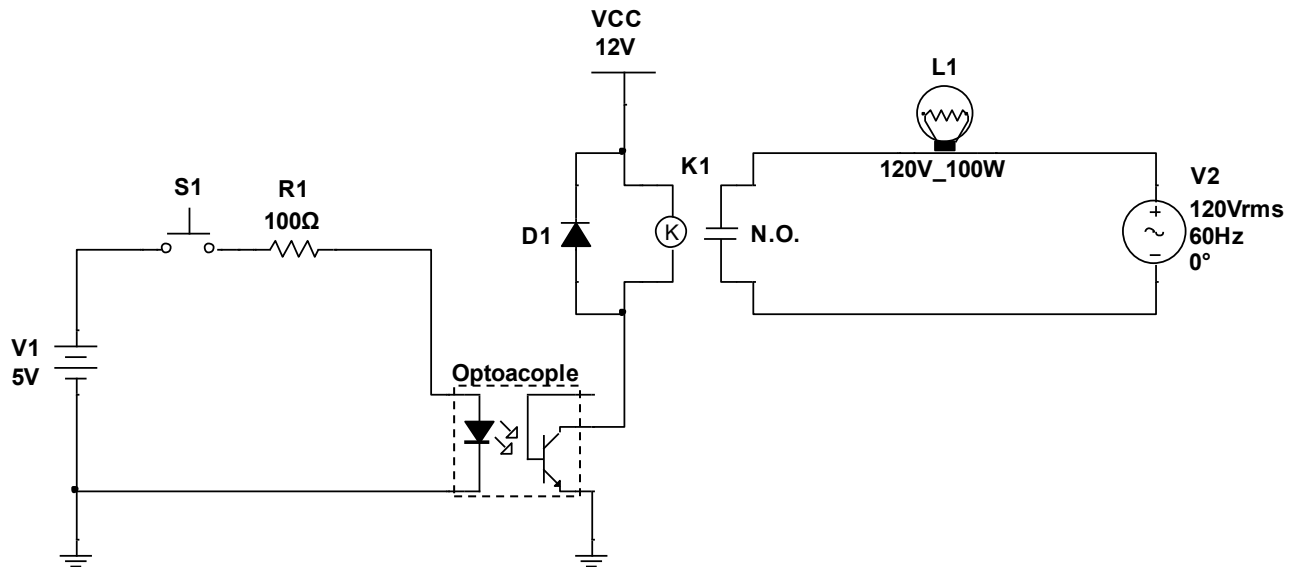 VCC
12V
L1
K1
120V_100W
V2
S1
R1
120Vrms
100Ω
D1
K
N.O.
60Hz
0°
V1
5V
Optoacople